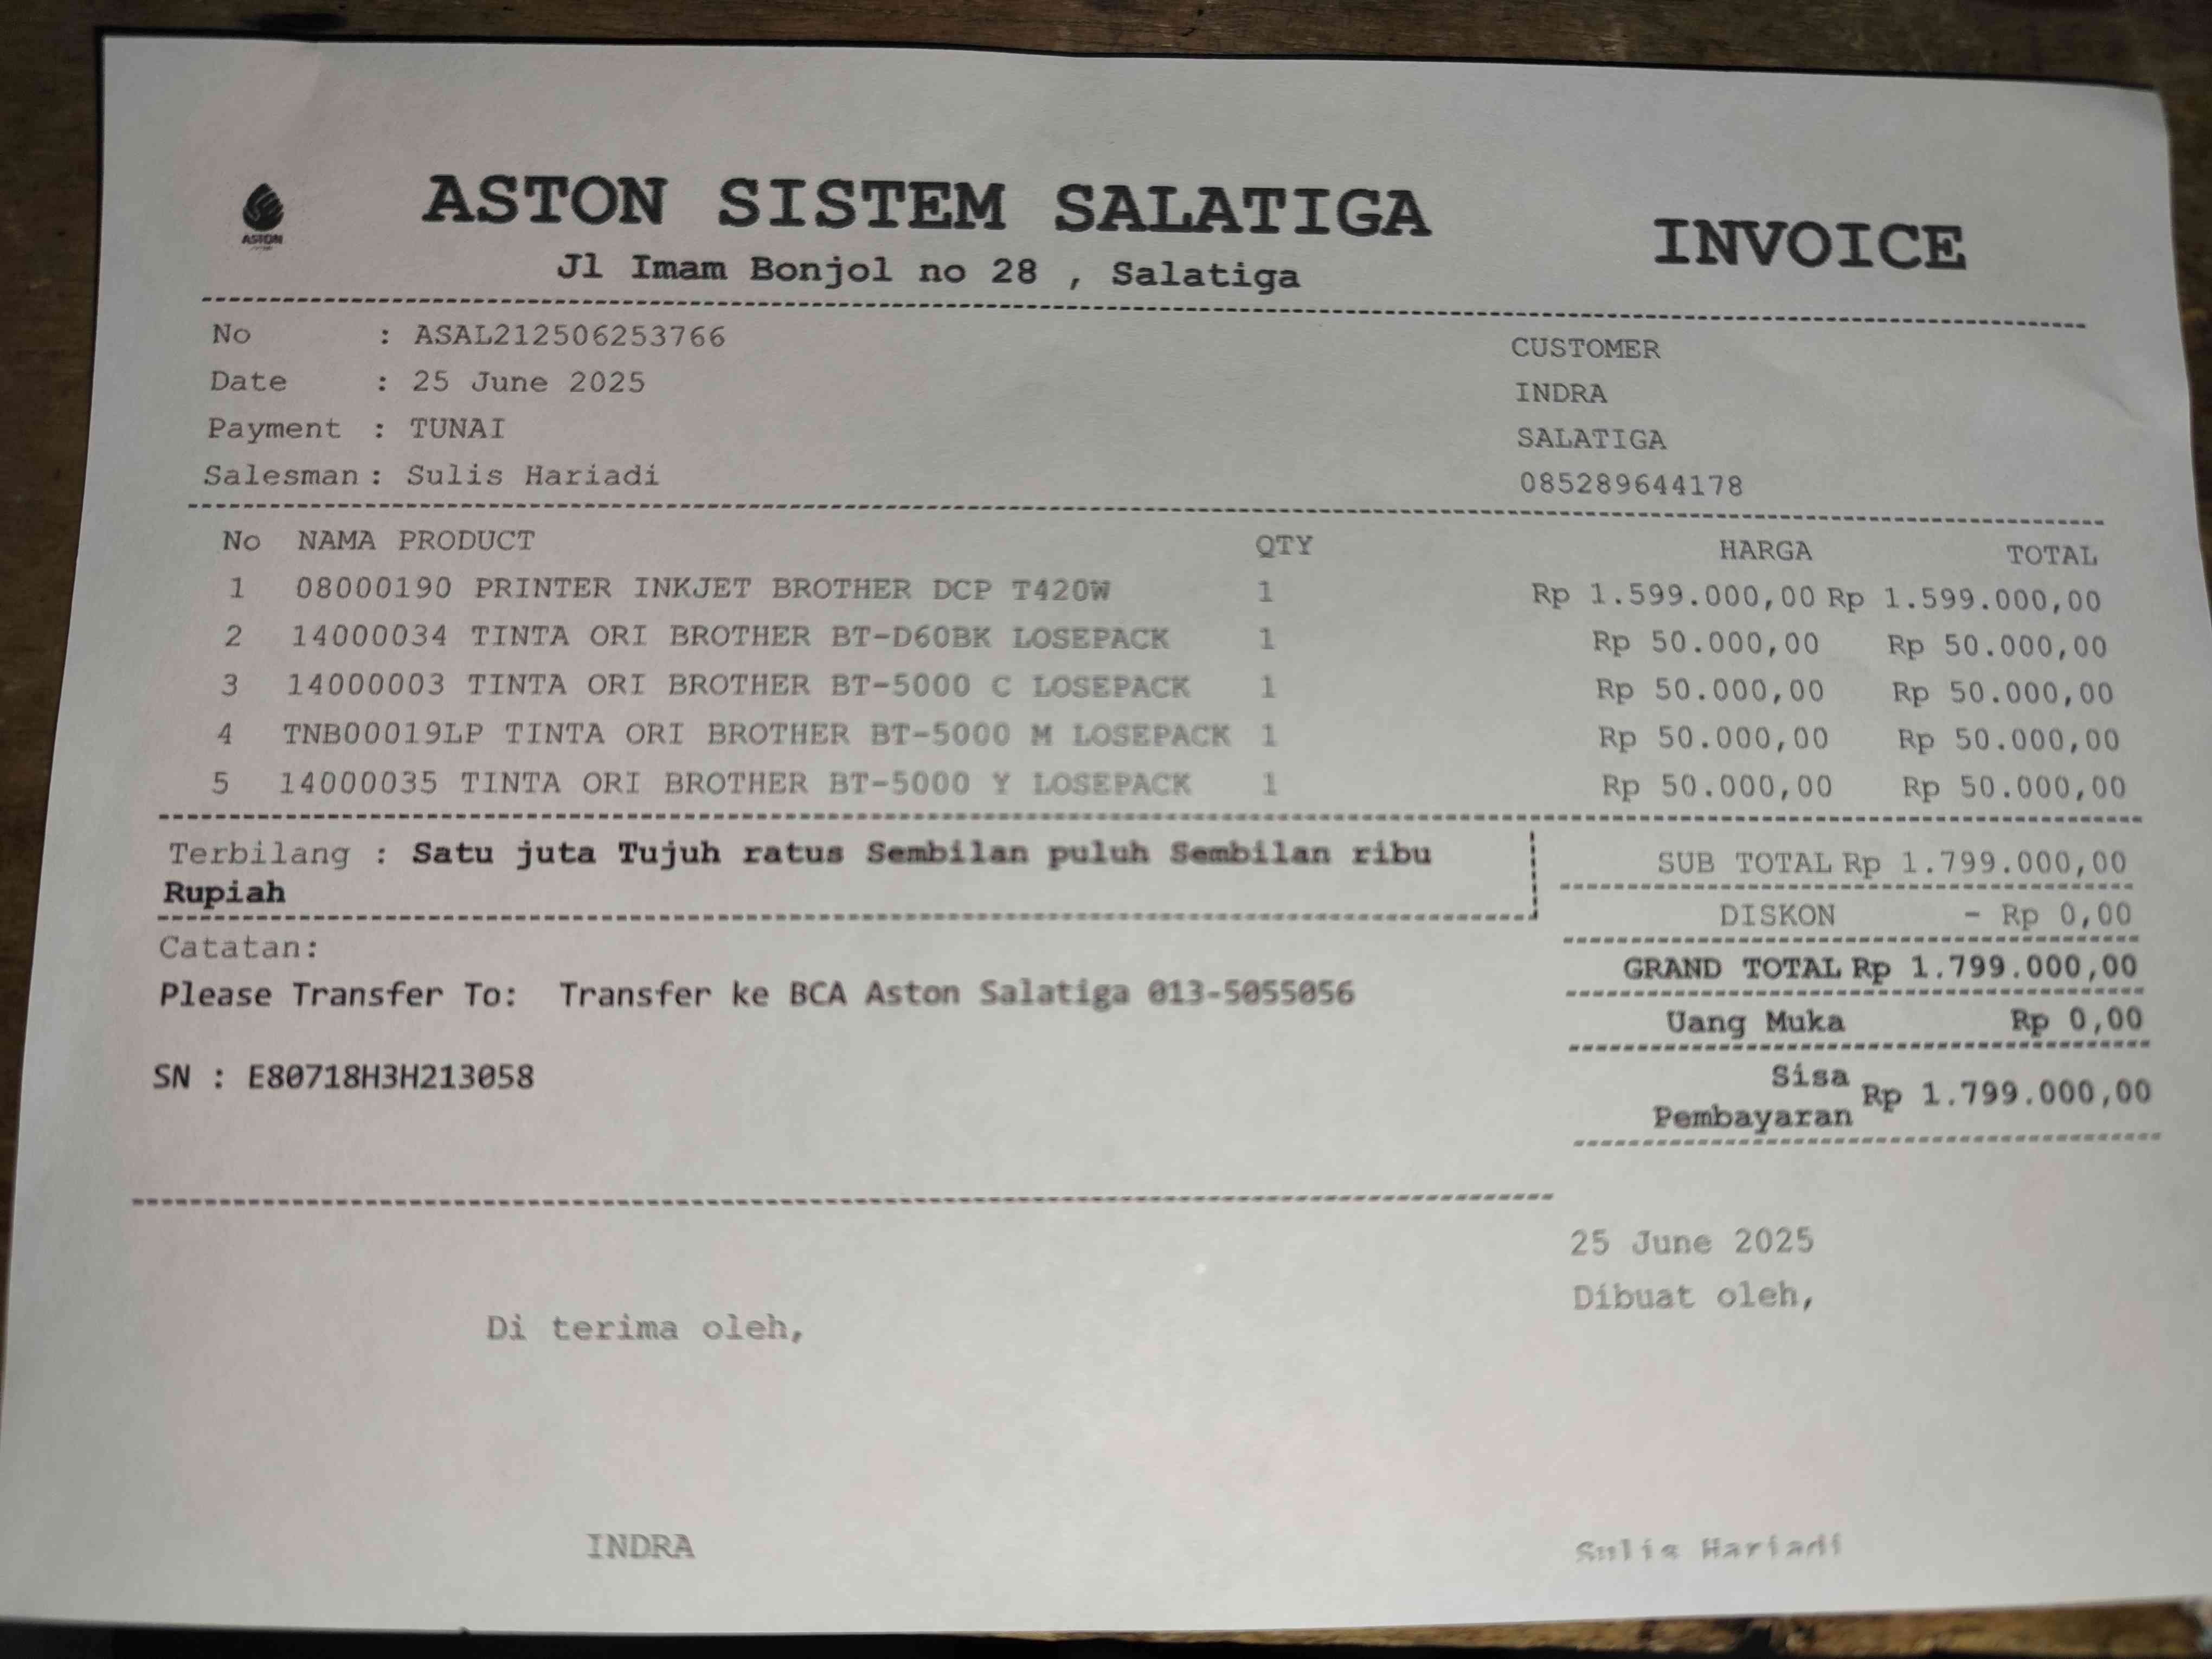 ASTON
ASTON SISTEM SALATIGA
INVOICE
Jl Imam Bonjol no 28 , Salatiga
No : ASAL212506253766
Date : 25 June 2025
Payment : TUNAI
Salesman : Sulis Hariadi
CUSTOMER
INDRA
SALATIGA
085289644178
No NAMA PRODUCT QTY HARGA TOTAL
1 08000190 PRINTER INKJET BROTHER DCP T420W 1 Rp 1.599.000,00 Rp 1.599.000,00
2 14000034 TINTA ORI BROTHER BT-D60BK LOSEPACK 1 Rp 50.000,00 Rp 50.000,00
3 14000003 TINTA ORI BROTHER BT-5000 C LOSEPACK 1 Rp 50.000,00 Rp 50.000,00
4 TNB00019LP TINTA ORI BROTHER BT-5000 M LOSEPACK 1 Rp 50.000,00 Rp 50.000,00
5 14000035 TINTA ORI BROTHER BT-5000 Y LOSEPACK 1 Rp 50.000,00 Rp 50.000,00
Terbilang : Satu juta Tujuh ratus Sembilan puluh Sembilan ribu
Rupiah
Catatan:
Please Transfer To: Transfer ke BCA Aston Salatiga 013-5055056
SN : E80718H3H213058
SUB TOTAL Rp 1.799.000,00
DISKON - Rp 0,00
GRAND TOTAL Rp 1.799.000,00
Uang Muka Rp 0,00
Sisa
Pembayaran Rp 1.799.000,00
25 June 2025
Dibuat oleh,
Di terima oleh,
INDRA
Sulis Hariadi